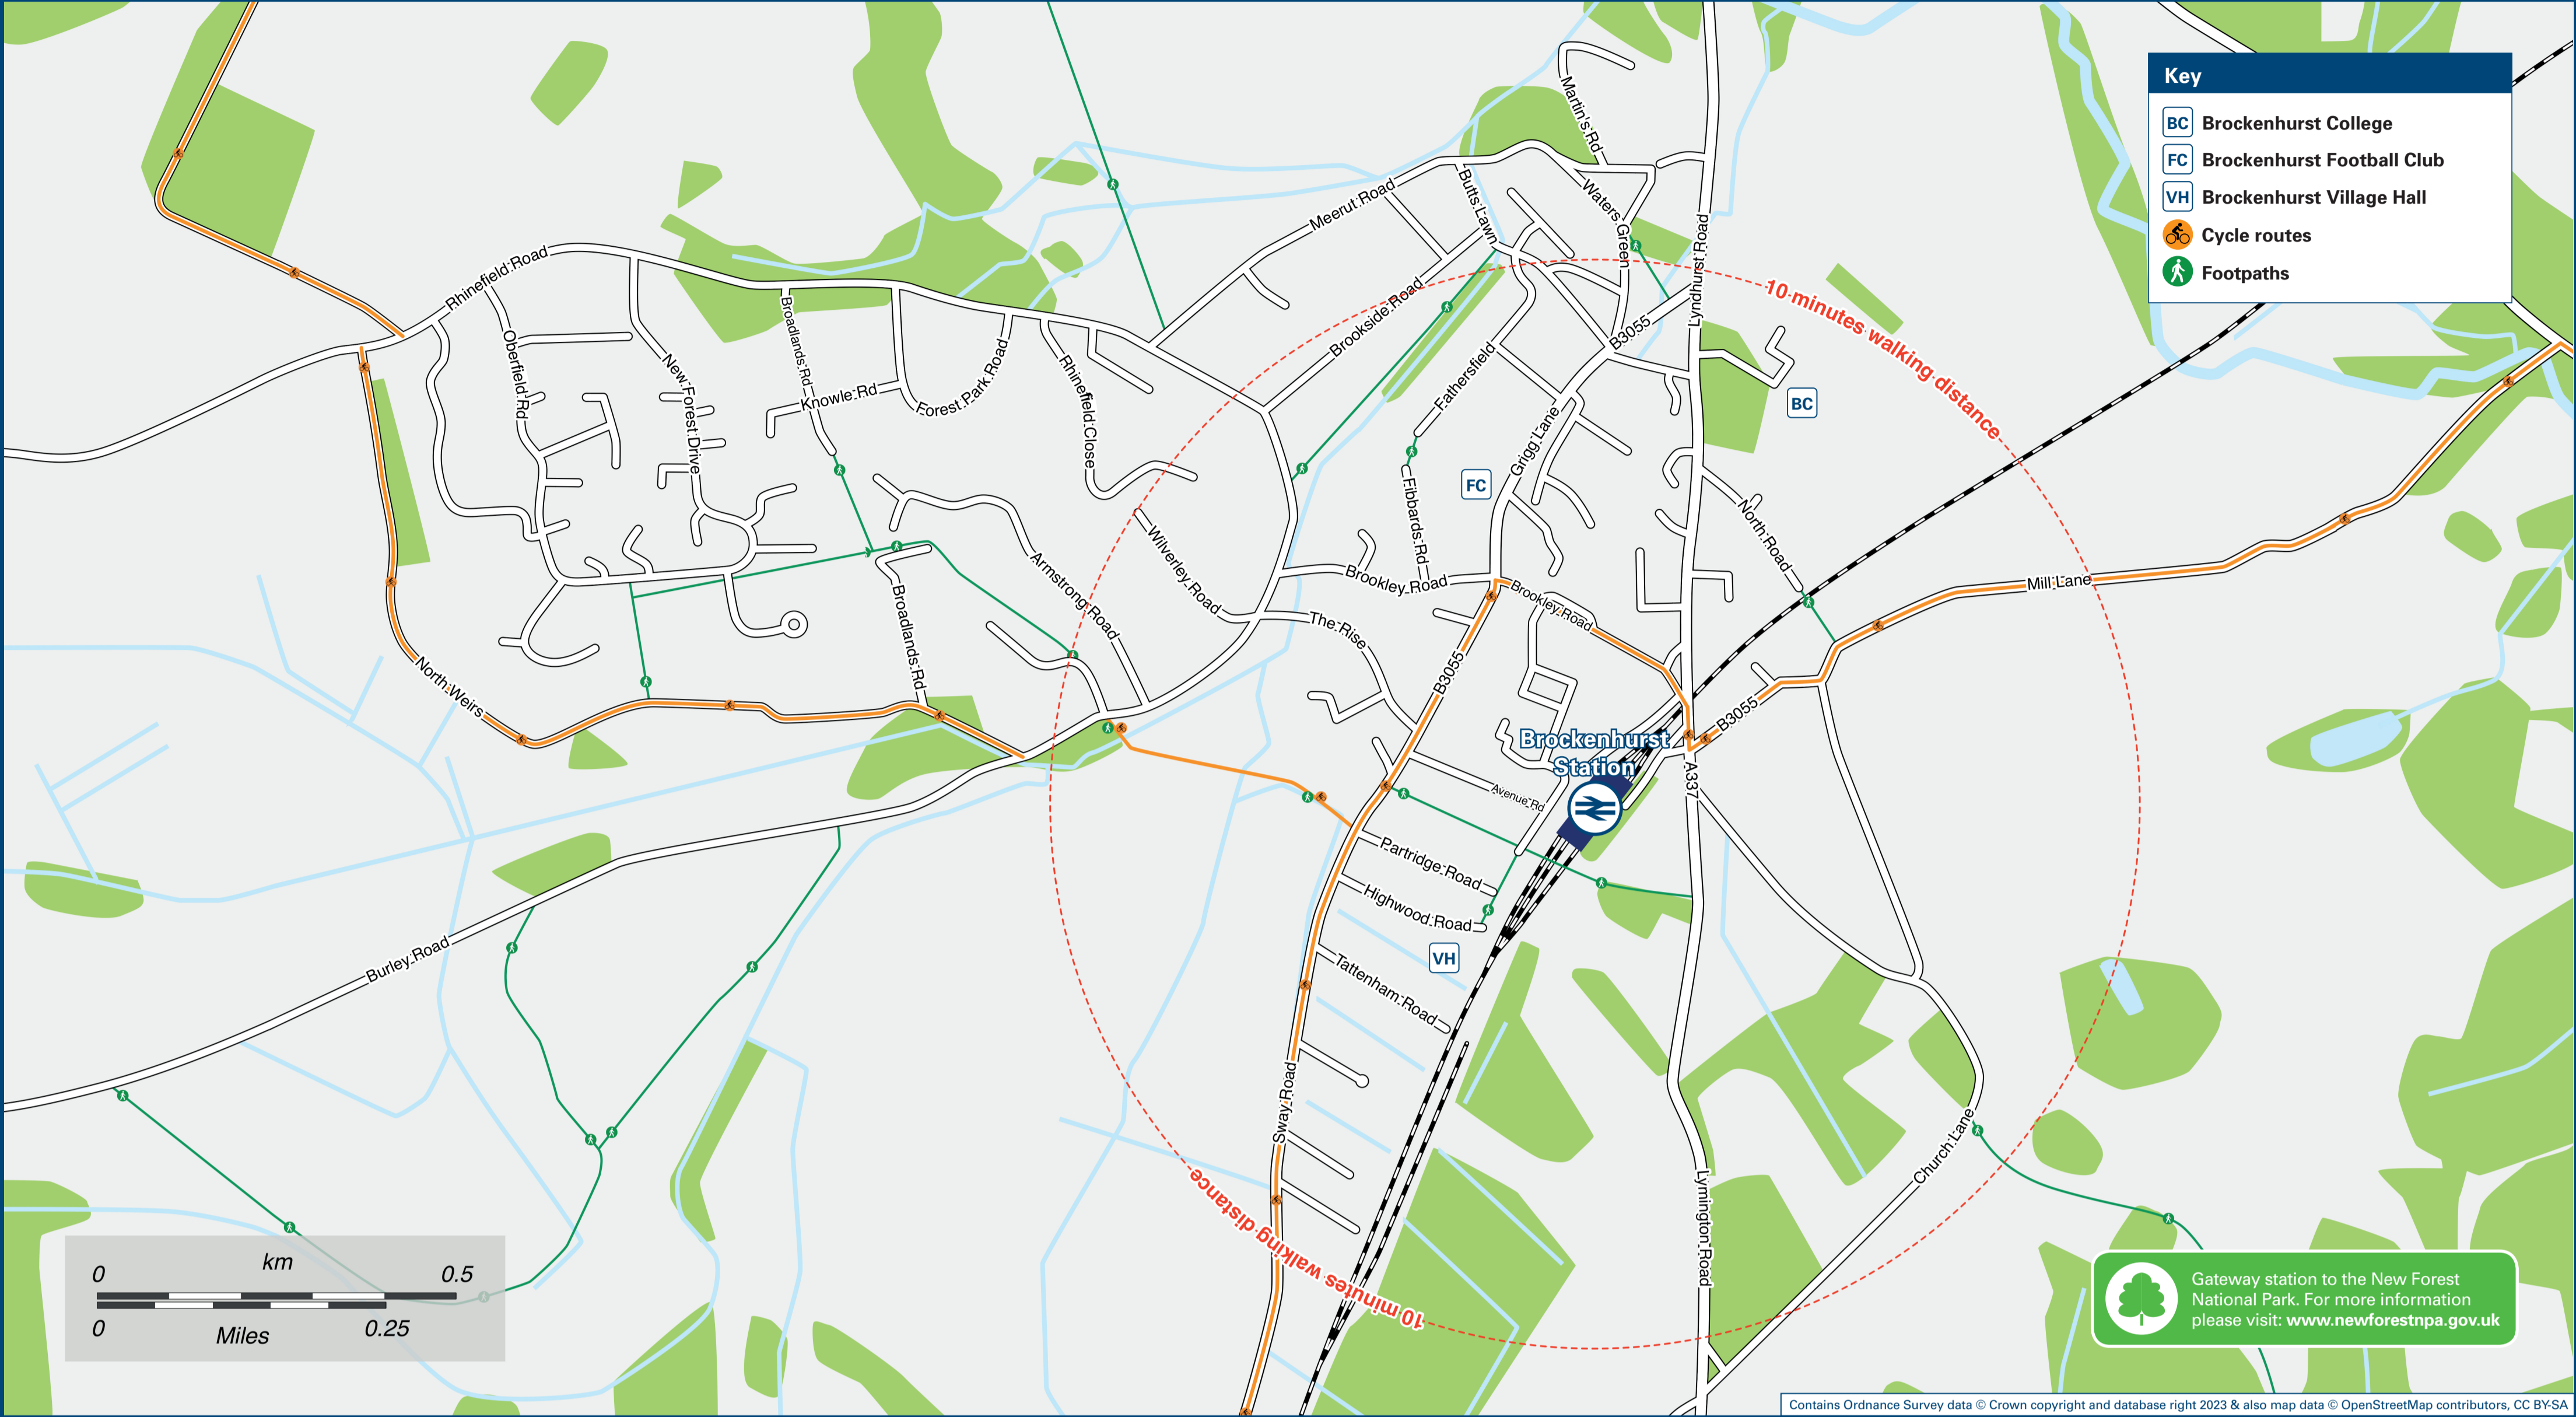 Key
BC Brockenhurst College
FC Brockenhurst Football Club
VH Brockenhurst Village Hall
Cycle routes
Footpaths
Martin's Rd
Meerut Road
Butts Lawn
Waters Green
Lyndhurst Road
Rhinefield Road
10 minutes walking distance
Brookside Road
B3055
Broadlands Rd
Oberfield Rd
New Forest Drive
Knowle Rd
Forest Park Road
Rhinefield Close
Fathersfield
BC
Grigg Lane
FC
Fibbards Rd
North Road
Wilverley Road
Armstrong Road
Brookley Road
Brookley Road
Mill Lane
The Rise
Broadlands Rd
North Weirs
B3055
B3055
Brockenhurst
Station
A337
Avenue Rd
Partridge Road
Highwood Road
VH
Burley Road
Tattenham Road
Sway Road
Church Lane
Lymington Road
10 minutes walking distance
km
0 0.5
0 Miles 0.25
Gateway station to the New Forest
National Park. For more information
please visit: www.newforestnpa.gov.uk
Contains Ordnance Survey data © Crown copyright and database right 2023 & also map data © OpenStreetMap contributors, CC BY-SA